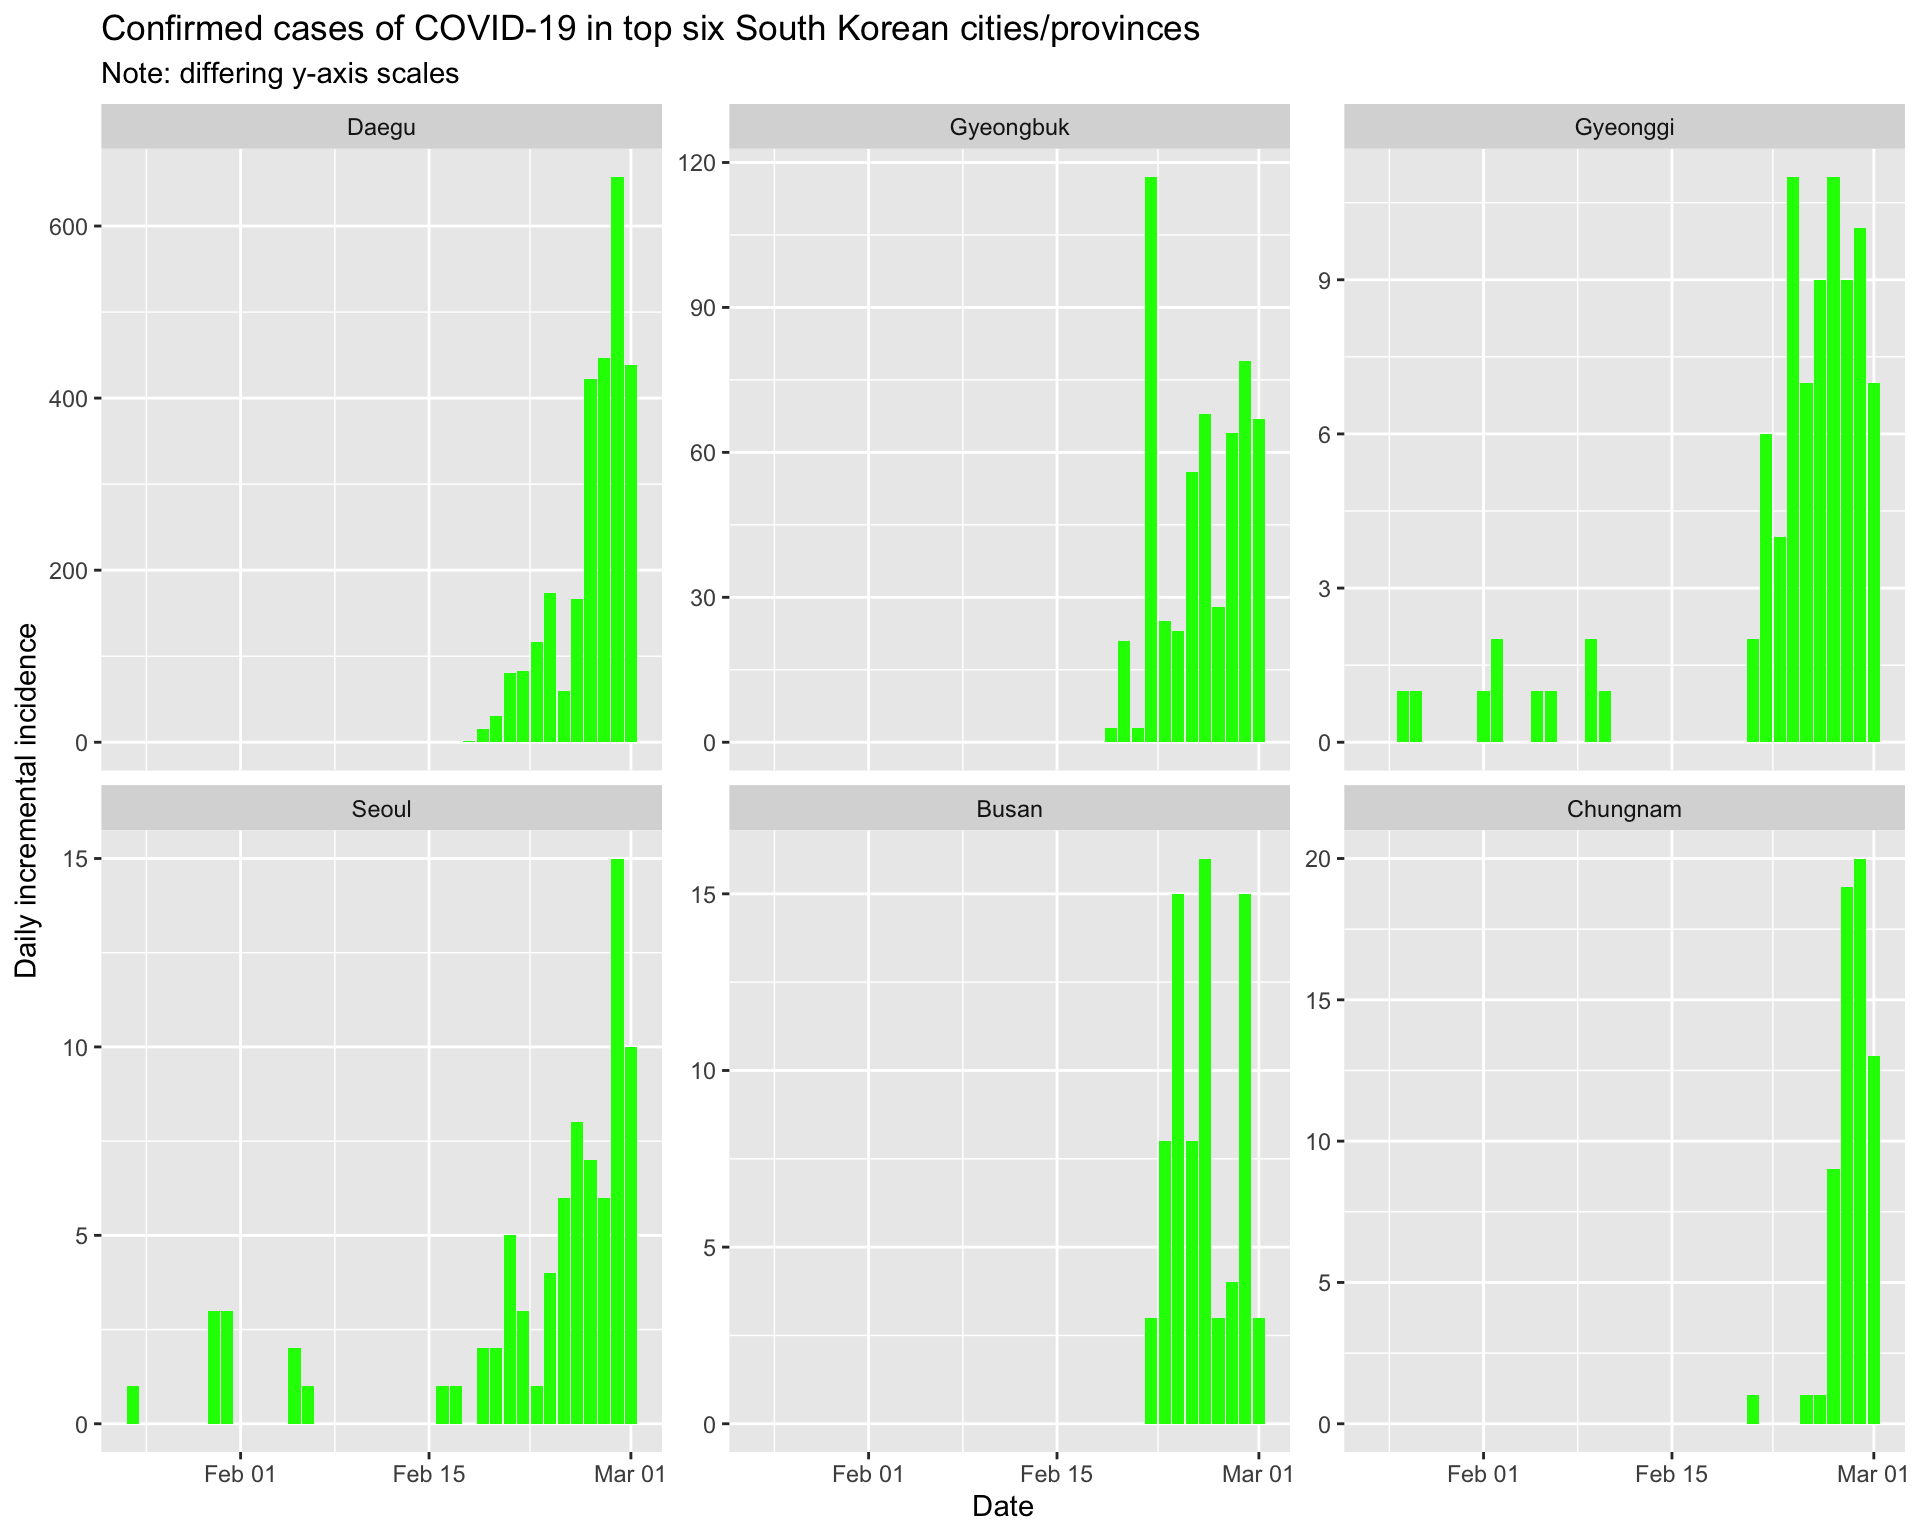 Confirmed cases of COVID-19 in top six South Korean cities/provinces
Note: differing y-axis scales
Daegu
Gyeongbuk
Gyeonggi
600
400
200
0
120
90
60
30
0
9
6
3
0
Daily incremental incidence
Seoul
Busan
Chungnam
15
10
5
0
15
10
5
0
20
15
10
5
0
Feb 01
Feb 15
Mar 01
Feb 01
Feb 15
Mar 01
Feb 01
Feb 15
Mar 01
Date